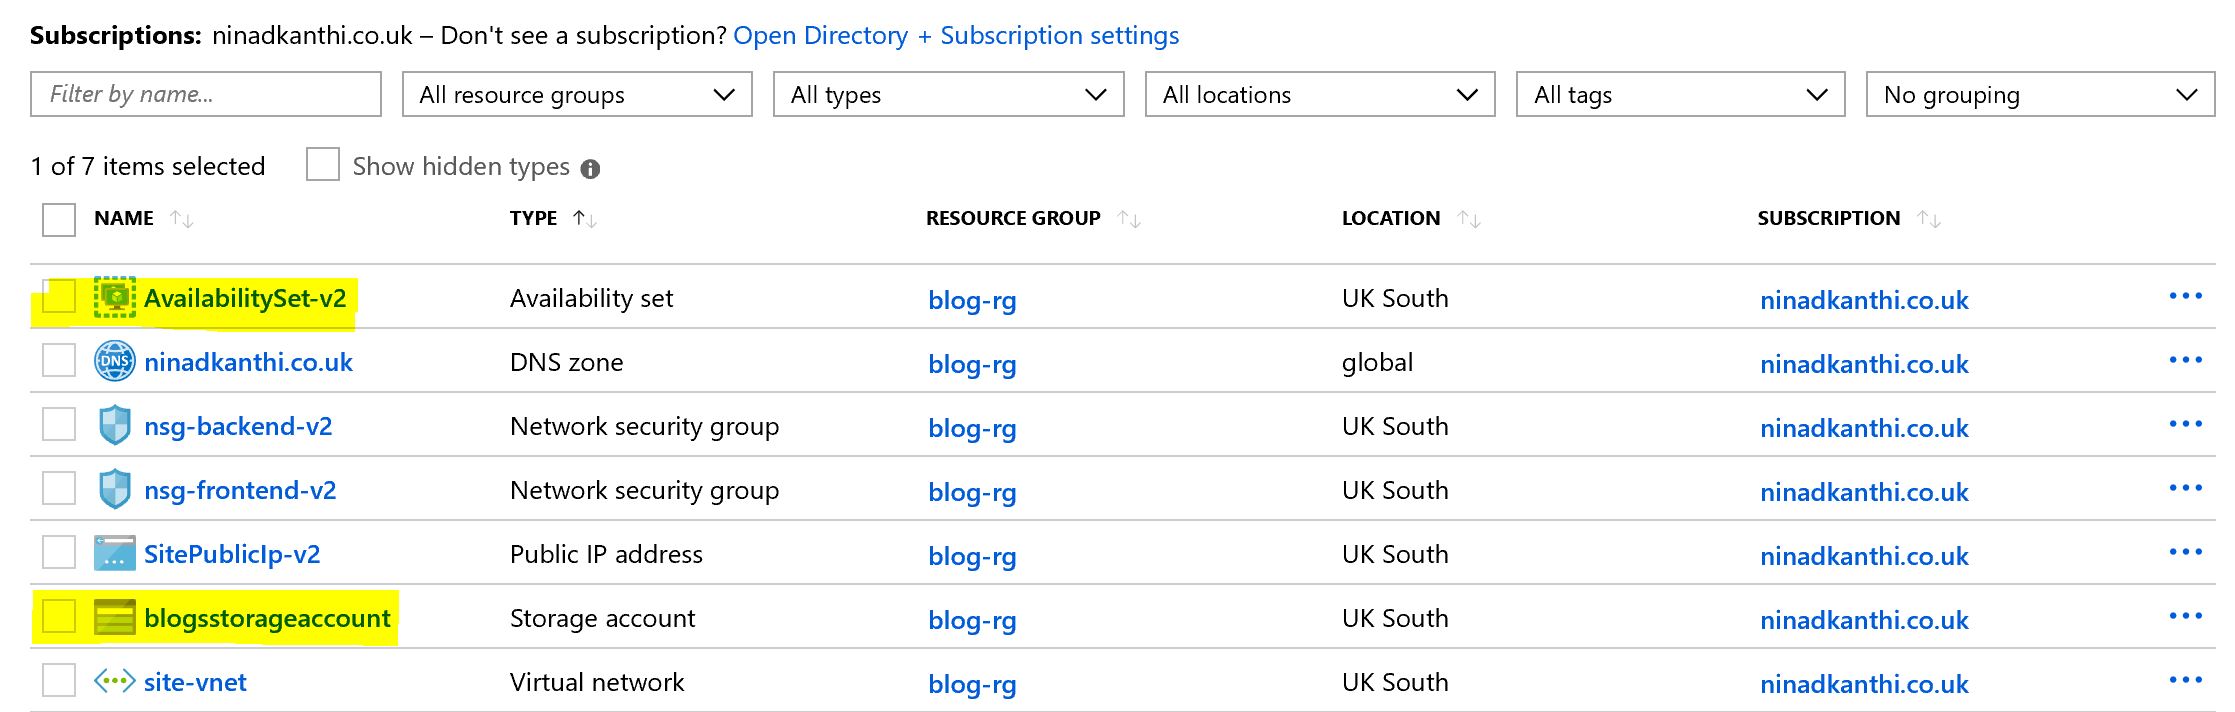 Subscriptions: ninadkanthi.co.uk – Don't see a subscription? Open Directory + Subscription settings
Filter by name... All resource groups All types All locations All tags No grouping
1 of 7 items selected Show hidden types
NAME TYPE RESOURCE GROUP LOCATION SUBSCRIPTION
AvailabilitySet-v2 Availability set blog-rg UK South ninadkanthi.co.uk
DNS ninadkanthi.co.uk DNS zone blog-rg global ninadkanthi.co.uk
nsg-backend-v2 Network security group blog-rg UK South ninadkanthi.co.uk
nsg-frontend-v2 Network security group blog-rg UK South ninadkanthi.co.uk
SitePublicIp-v2 Public IP address blog-rg UK South ninadkanthi.co.uk
blogsstorageaccount Storage account blog-rg UK South ninadkanthi.co.uk
site-vnet Virtual network blog-rg UK South ninadkanthi.co.uk